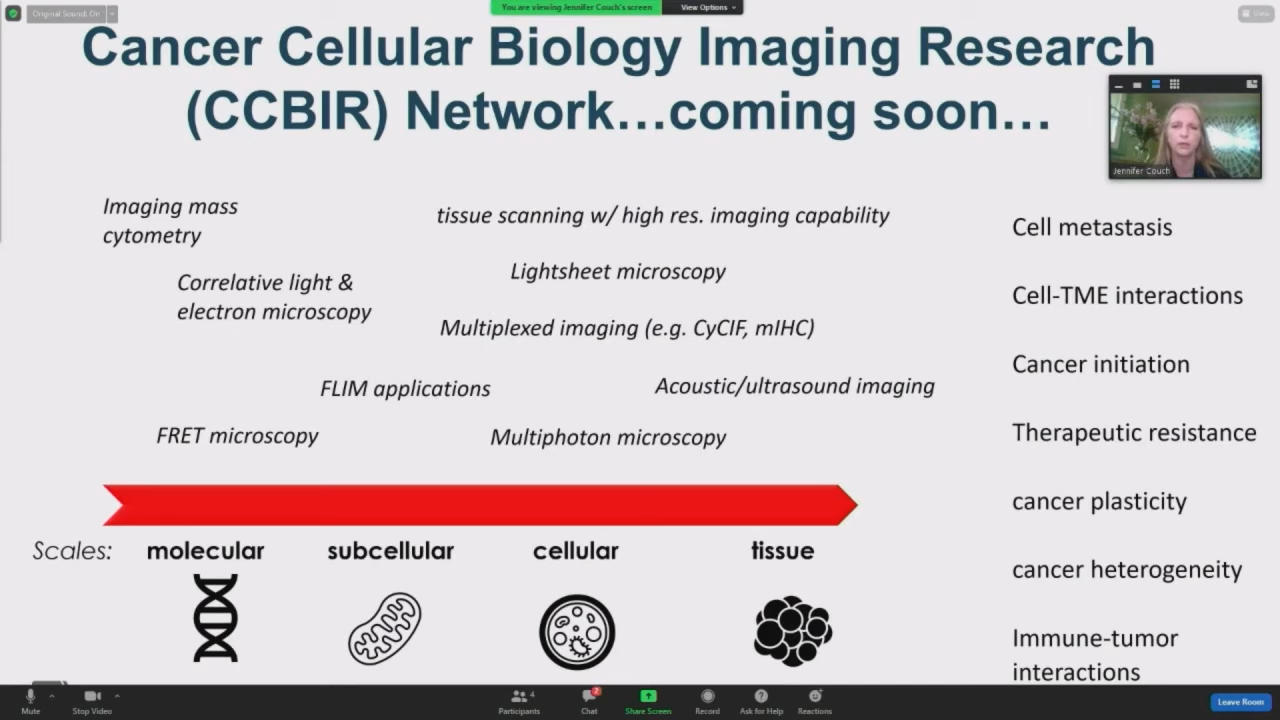 Original Sound: On
You are viewing Jennifer Couch's screen
View Options
View
Cancer Cellular Biology Imaging Research
(CCBIR) Network…coming soon…
Jennifer Couch
Imaging mass
cytometry
tissue scanning w/ high res. imaging capability
Correlative light &
electron microscopy
Lightsheet microscopy
Multiplexed imaging (e.g. CyCIF, mIHC)
FLIM applications
Acoustic/ultrasound imaging
FRET microscopy
Multiphoton microscopy
Cell metastasis
Cell-TME interactions
Cancer initiation
Therapeutic resistance
cancer plasticity
cancer heterogeneity
Immune-tumor
interactions
Scales: molecular subcellular cellular tissue
Mute
Stop Video
4
Participants
2
Chat
Share Screen
Record
Ask for Help
Reactions
Leave Room